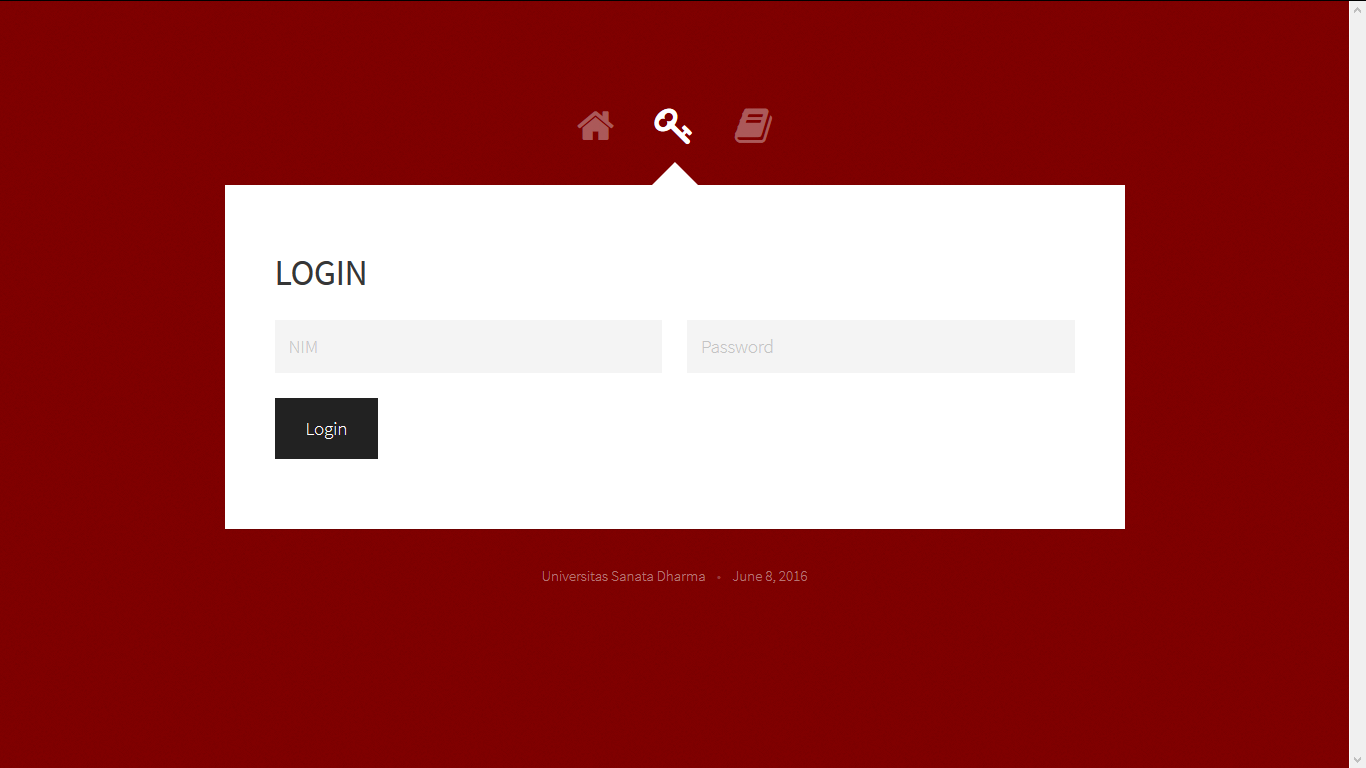 LOGIN
NIM Password
Login
Universitas Sanata Dharma • June 8, 2016